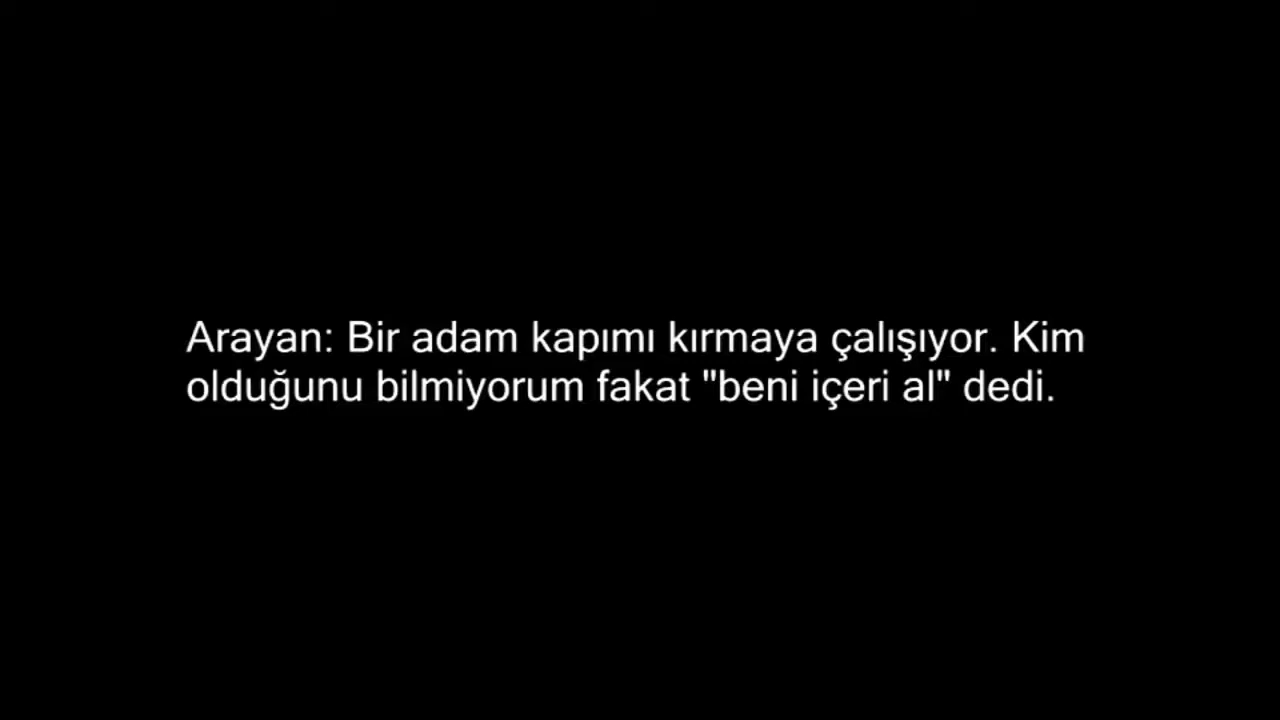 Arayan: Bir adam kapımı kırmaya çalışıyor. Kim
olduğunu bilmiyorum fakat "beni içeri al" dedi.